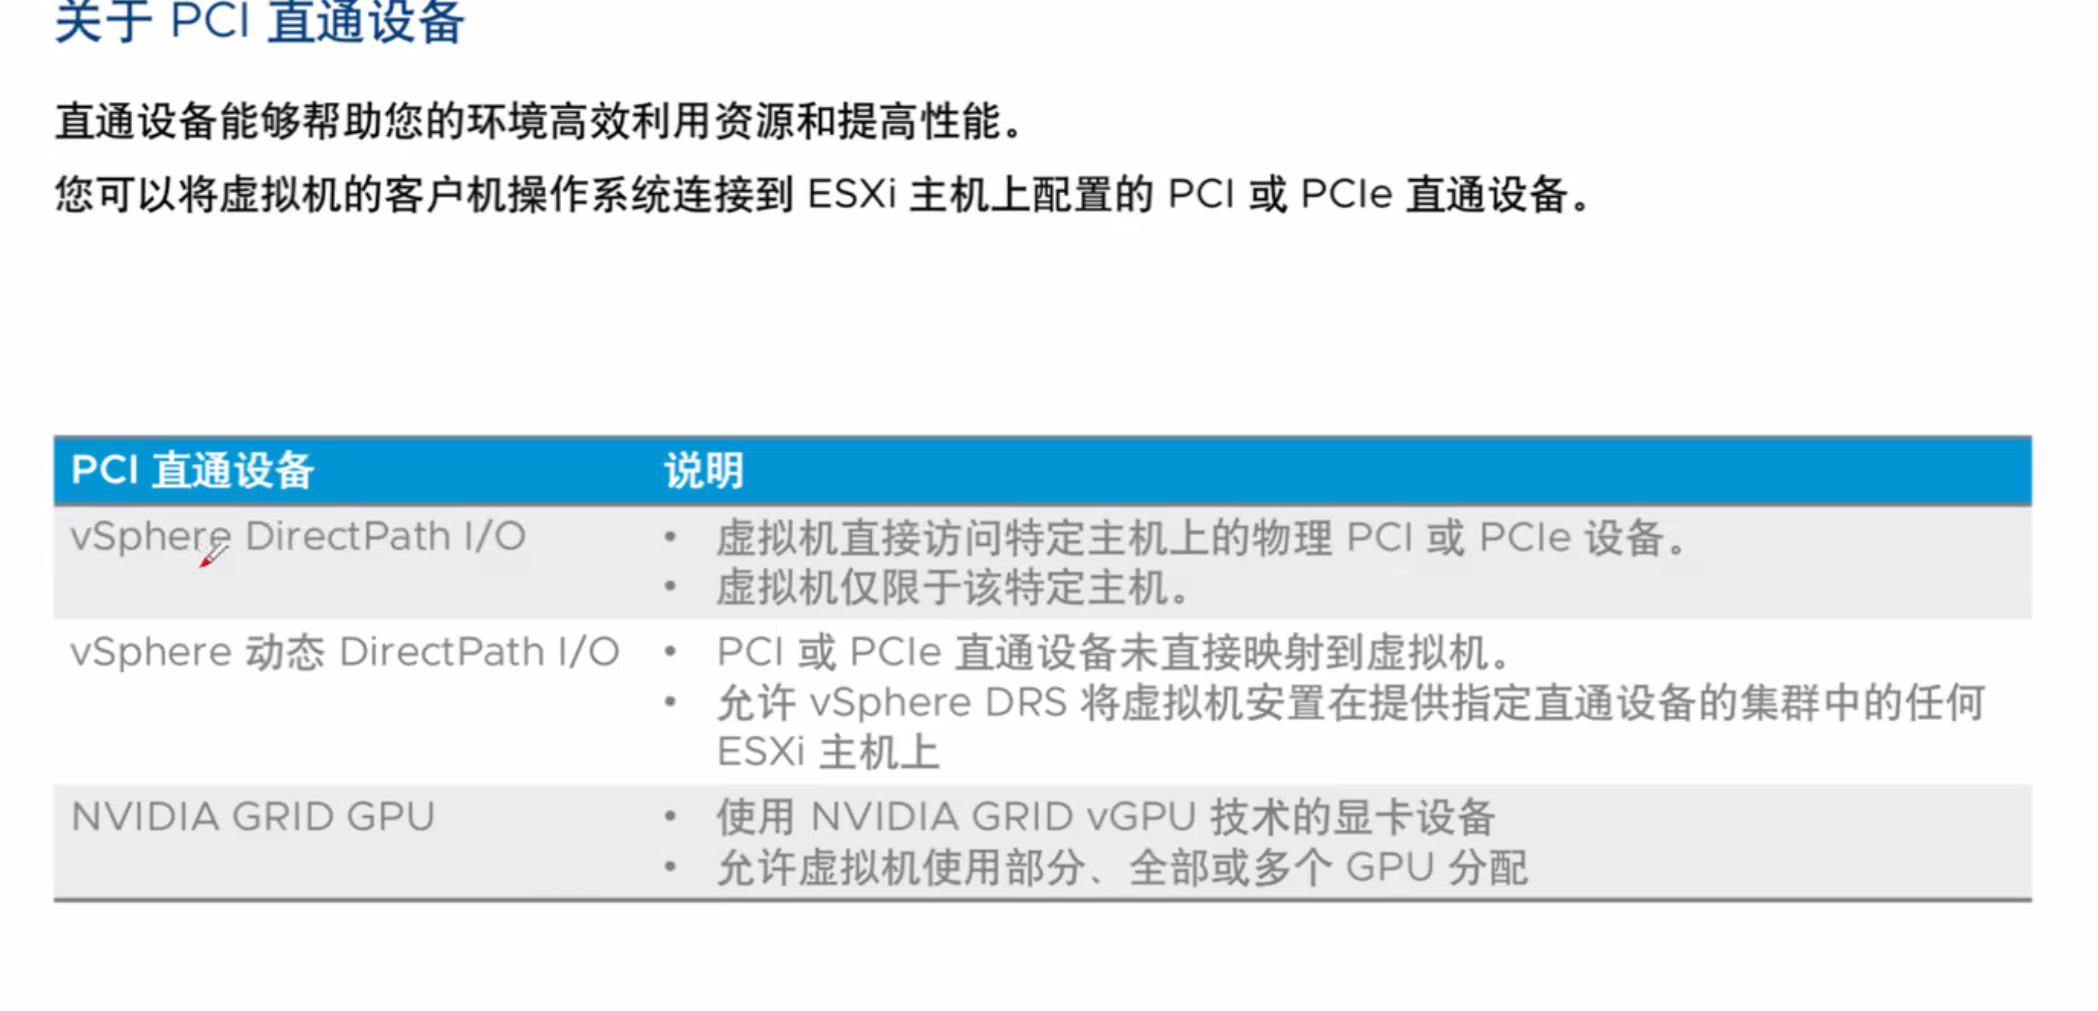 关于 PCI 直通设备
直通设备能够帮助您的环境高效利用资源和提高性能。
您可以将虚拟机的客户机操作系统连接到 ESXi 主机上配置的 PCI 或 PCIe 直通设备。
PCI 直通设备 说明
vSphere DirectPath I/O • 虚拟机直接访问特定主机上的物理 PCI 或 PCIe 设备。
• 虚拟机仅限于该特定主机。
vSphere 动态 DirectPath I/O • PCI 或 PCIe 直通设备未直接映射到虚拟机。
• 允许 vSphere DRS 将虚拟机安置在提供指定直通设备的集群中的任何
ESXi 主机上
NVIDIA GRID GPU • 使用 NVIDIA GRID vGPU 技术的显卡设备
• 允许虚拟机使用部分、全部或多个 GPU 分配